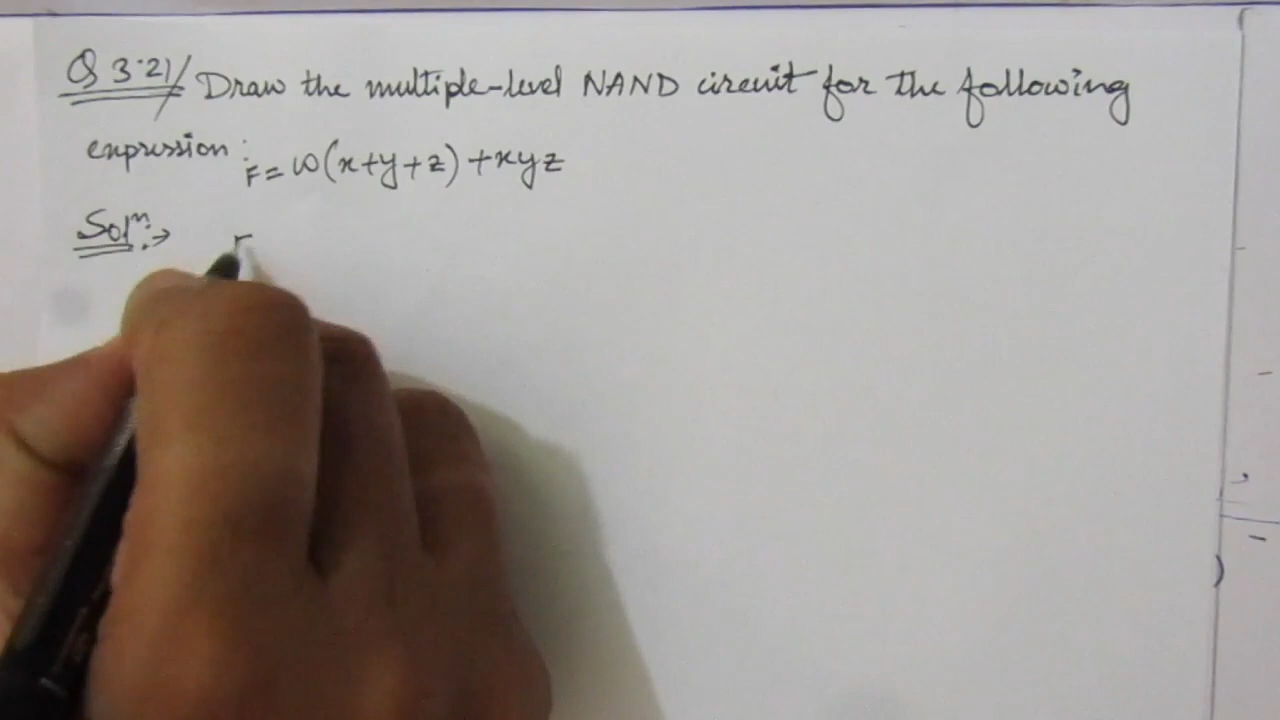 Q 3.21/ Draw the multiple-level NAND circuit for the following
expression: F = w(x+y+z) + xyz
Solⁿ:→